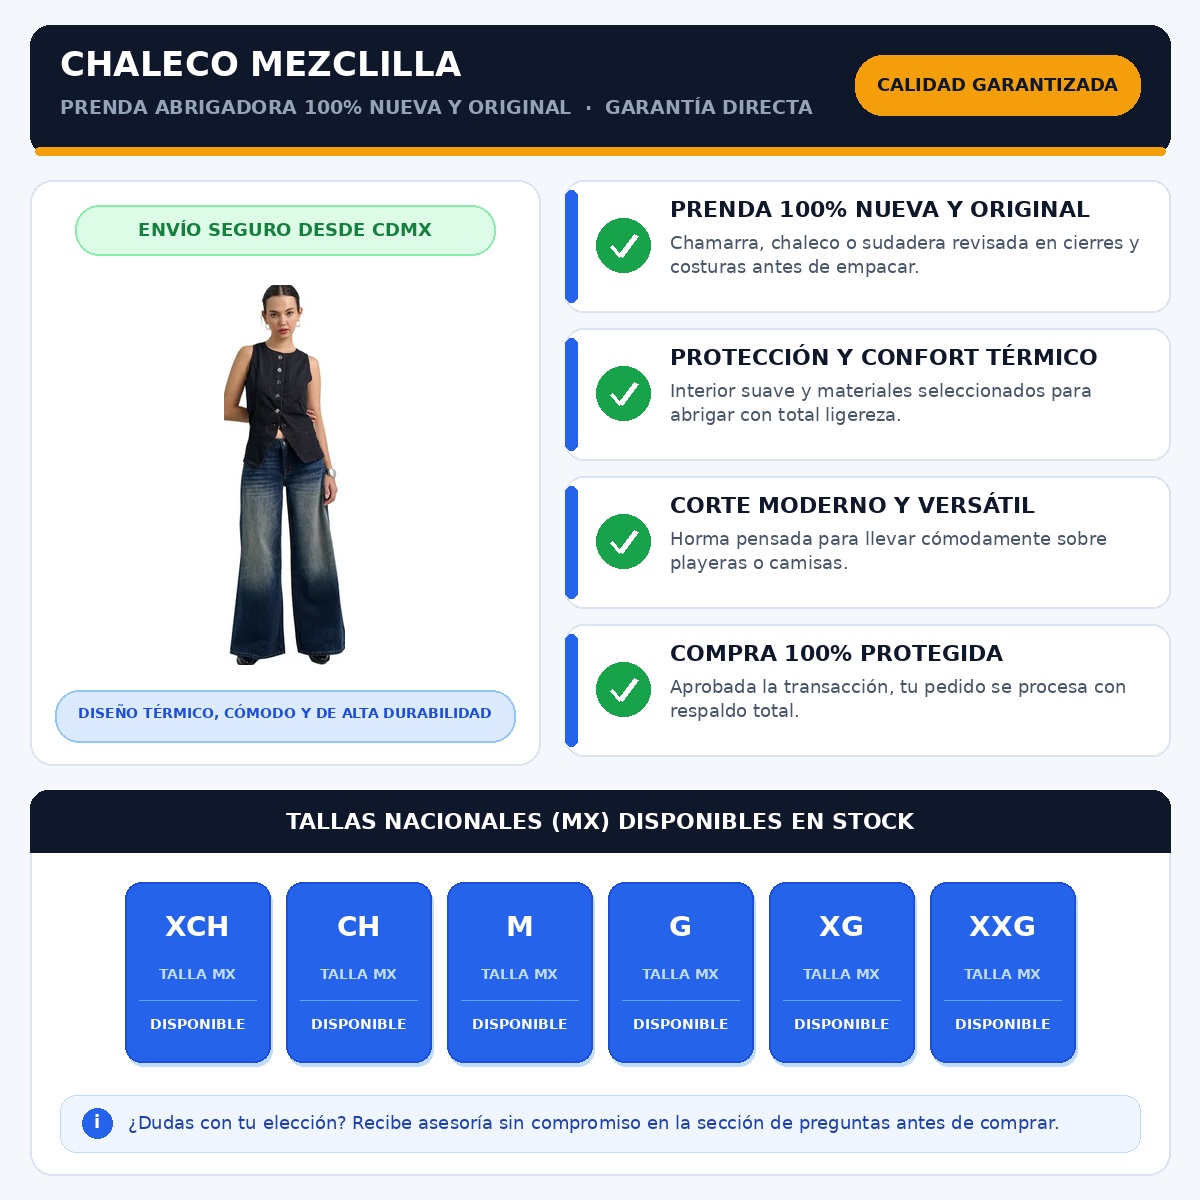 CHALECO MEZCLILLA
PRENDA ABRIGADORA 100% NUEVA Y ORIGINAL · GARANTÍA DIRECTA
CALIDAD GARANTIZADA
ENVÍO SEGURO DESDE CDMX
DISEÑO TÉRMICO, CÓMODO Y DE ALTA DURABILIDAD
PRENDA 100% NUEVA Y ORIGINAL
Chamarra, chaleco o sudadera revisada en cierres y
costuras antes de empacar.
PROTECCIÓN Y CONFORT TÉRMICO
Interior suave y materiales seleccionados para
abrigar con total ligereza.
CORTE MODERNO Y VERSÁTIL
Horma pensada para llevar cómodamente sobre
playeras o camisas.
COMPRA 100% PROTEGIDA
Aprobada la transacción, tu pedido se procesa con
respaldo total.
TALLAS NACIONALES (MX) DISPONIBLES EN STOCK
XCH
TALLA MX
DISPONIBLE
CH
TALLA MX
DISPONIBLE
M
TALLA MX
DISPONIBLE
G
TALLA MX
DISPONIBLE
XG
TALLA MX
DISPONIBLE
XXG
TALLA MX
DISPONIBLE
i ¿Dudas con tu elección? Recibe asesoría sin compromiso en la sección de preguntas antes de comprar.